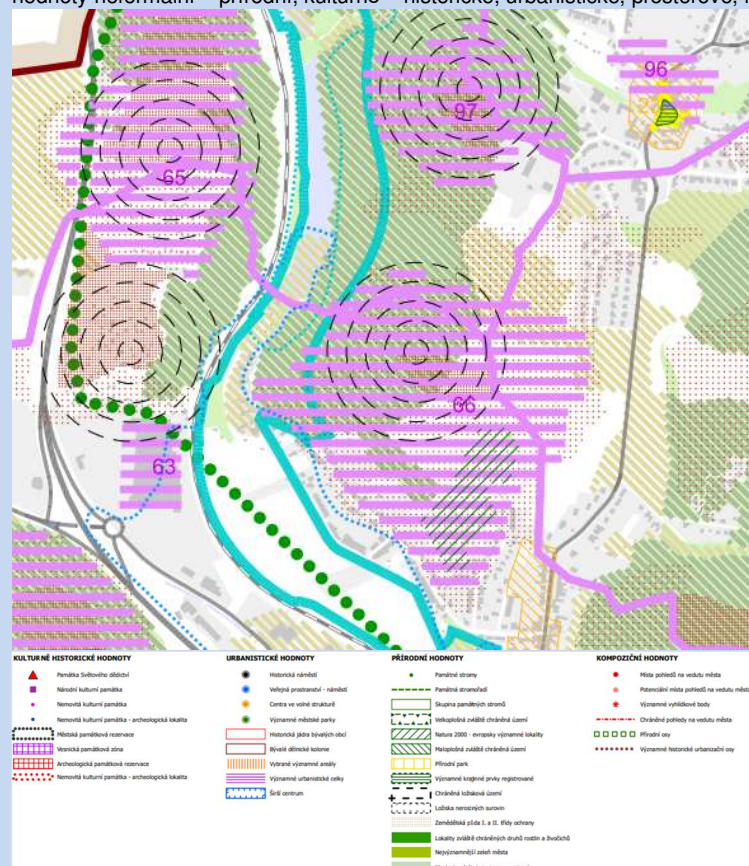 hodnoty neformální – přírodní, kulturně – historické, urbanistické, prostorové,
65
97
96
66
63
KULTURNĚ HISTORICKÉ HODNOTY
Památka Světového dědictví
Národní kulturní památka
Nemovitá kulturní památka
Nemovitá kulturní památka - archeologická lokalita
Městská památková rezervace
Vesnická památková zóna
Archeologická památková rezervace
Nemovitá kulturní památka - archeologická lokalita
URBANISTICKÉ HODNOTY
Historická náměstí
Veřejná prostranství - náměstí
Centra ve volné struktuře
Významné městské parky
Historická jádra bývalých obcí
Bývalé dělnické kolonie
Vybrané významné areály
Významné urbanistické celky
Širší centrum
PŘÍRODNÍ HODNOTY
Památné stromy
Památná stromořadí
Skupina památných stromů
Velkoplošná zvláště chráněná území
Natura 2000 - evropsky významné lokality
Maloplošná zvláště chráněná území
Přírodní park
Významné krajinné prvky registrované
Chráněná ložisková území
Ložiska nerostných surovin
Zemědělská půda I. a II. třídy ochrany
Lokality zvláště chráněných druhů rostlin a živočichů
Nejvýznamnější zeleň města
KOMPOZIČNÍ HODNOTY
Místa pohledů na vedutu města
Potenciální místa pohledů na vedutu města
Významné vyhlídkové body
Chráněné pohledy na vedutu města
Přírodní osy
Významné historické urbanizační osy